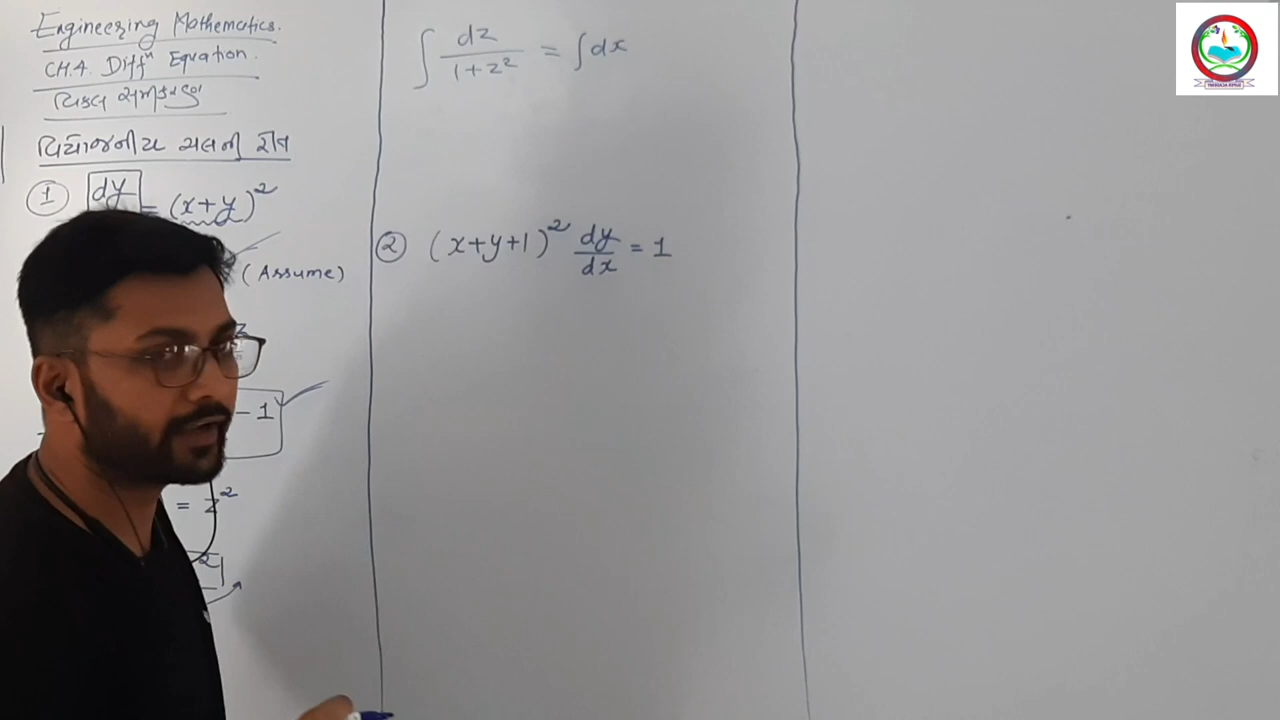 Engineering Mathematics.
CH.4. Diffⁿ Equation.
વિકલ સમીકરણ
વિયોજનીય ચલની રીત
① dy = (x+y)²
(Assume)
z
- 1
= z²
2
∫ dz / 1+z² = ∫ dx
② (x+y+1)² dy/dx = 1